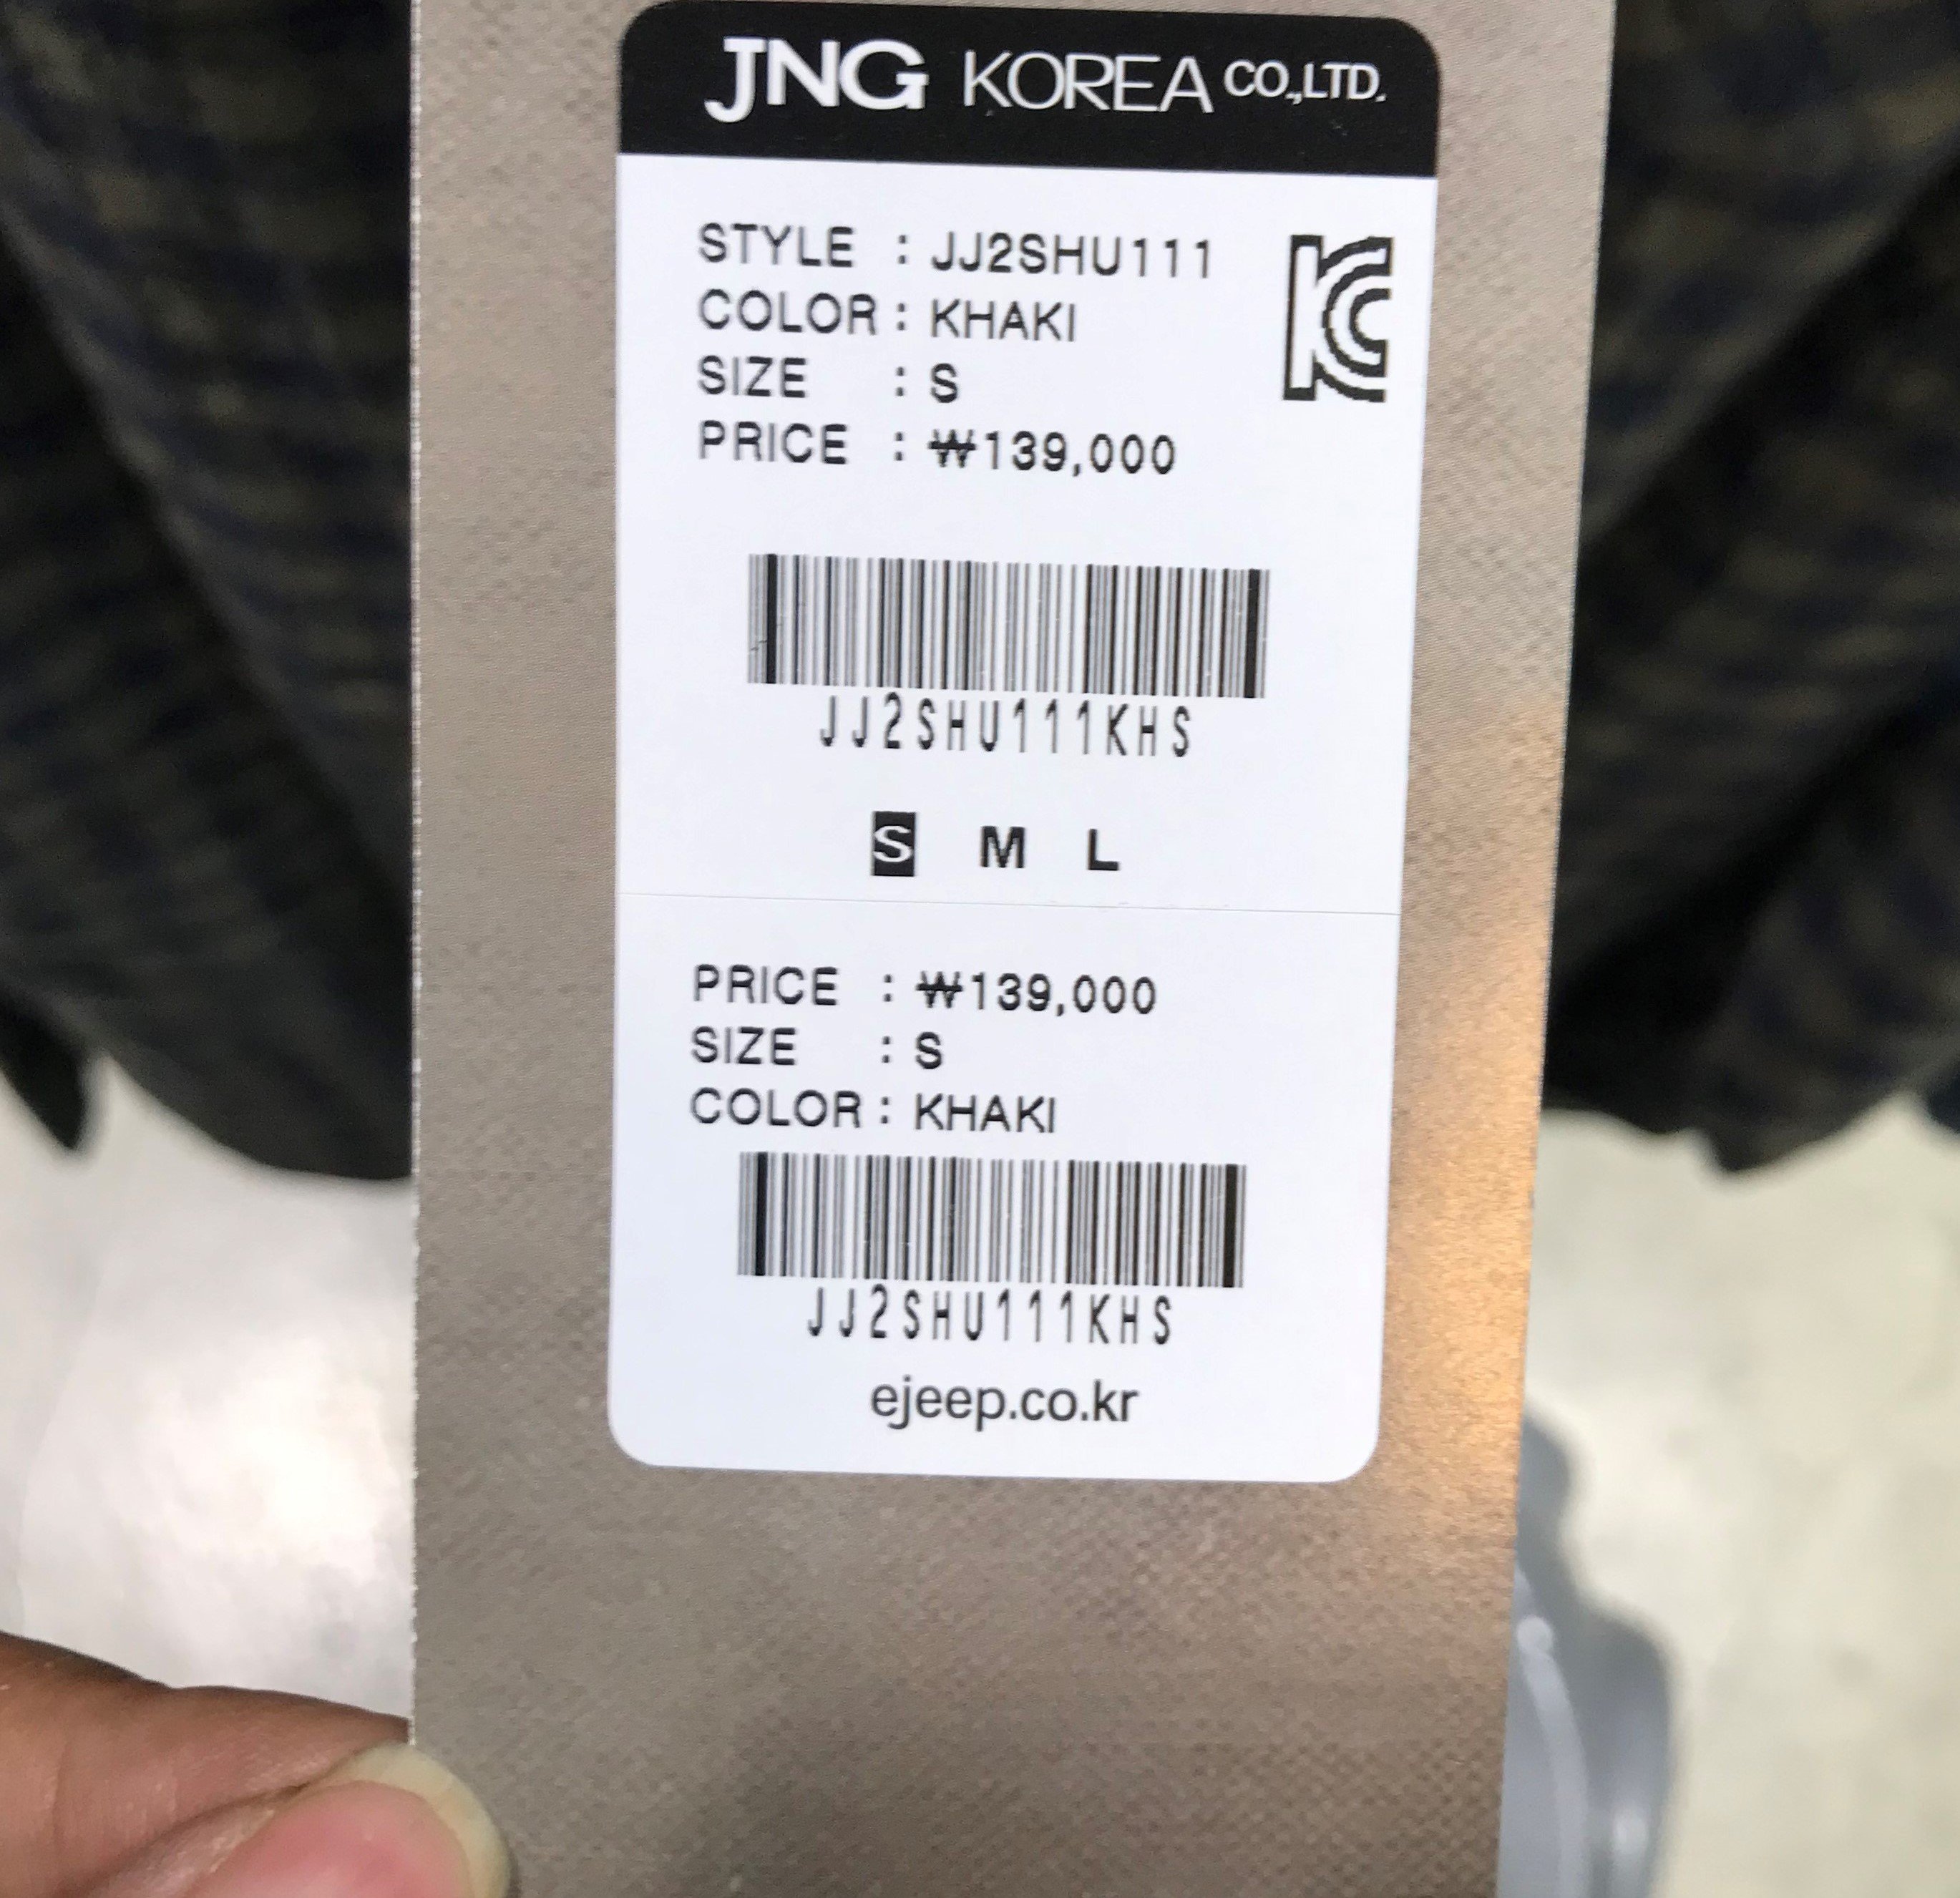 JNG KOREA CO.,LTD.
STYLE : JJ2SHU111
COLOR : KHAKI
SIZE : S
PRICE : ₩139,000
KC
JJ2SHU111KHS
S M L
PRICE : ₩139,000
SIZE : S
COLOR : KHAKI
JJ2SHU111KHS
ejeep.co.kr